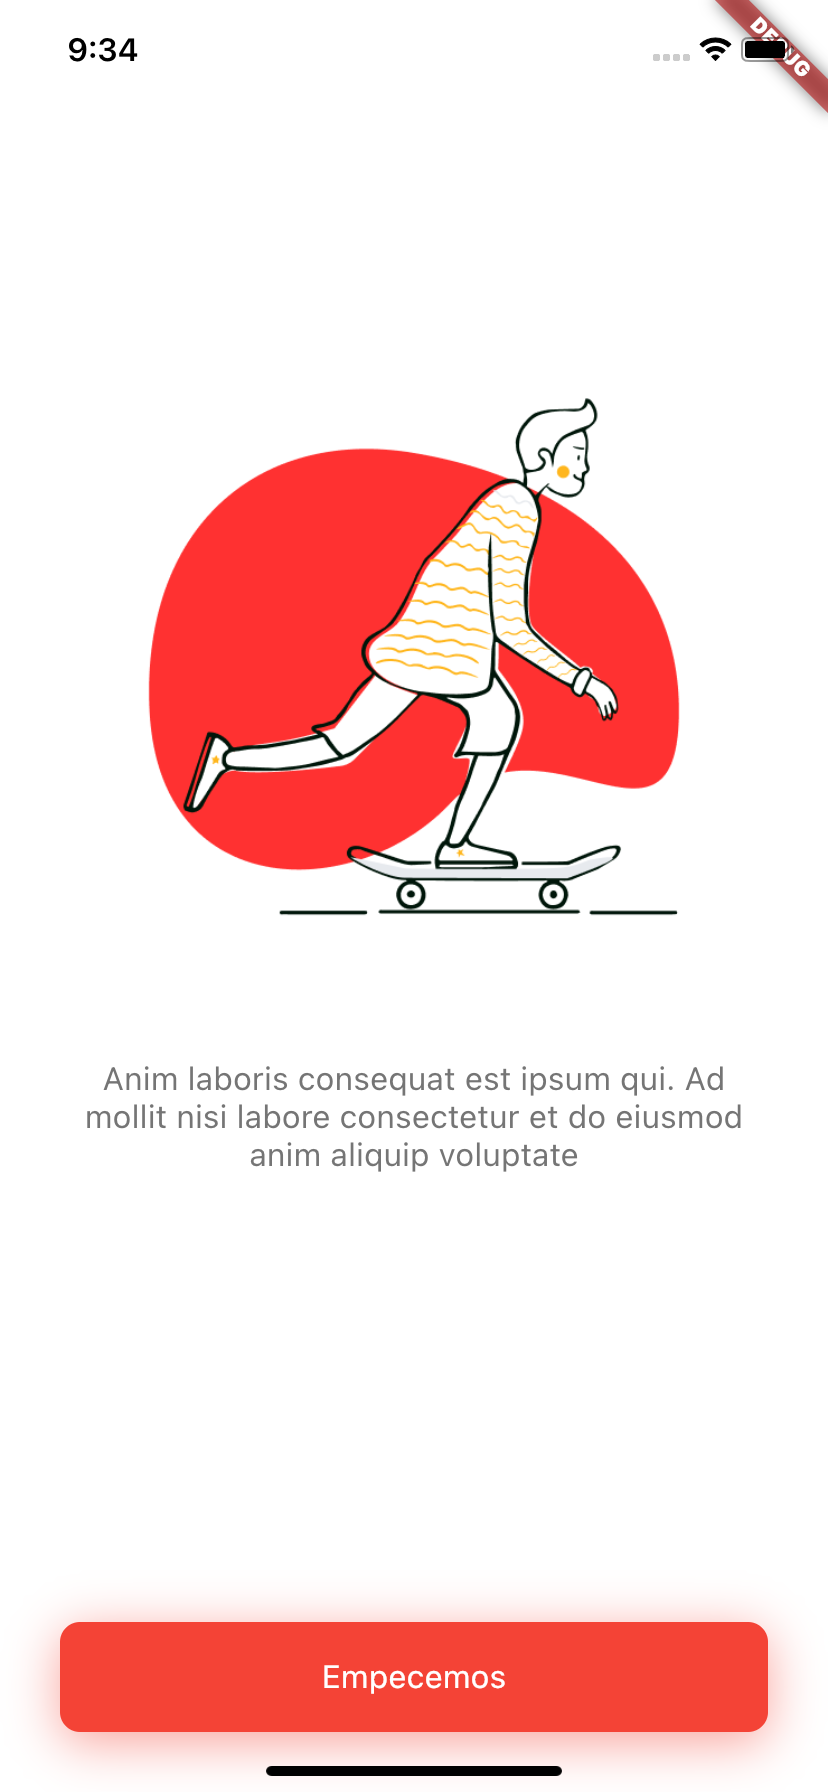 9:34
DEBUG
Anim laboris consequat est ipsum qui. Ad
mollit nisi labore consectetur et do eiusmod
anim aliquip voluptate
Empecemos